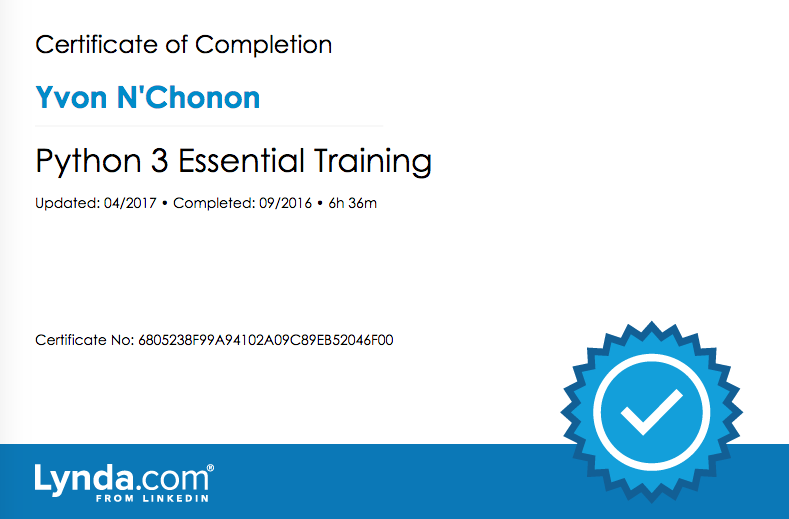 Certificate of Completion
Yvon N'Chonon
Python 3 Essential Training
Updated: 04/2017 • Completed: 09/2016 • 6h 36m
Certificate No: 6805238F99A94102A09C89EB52046F00
Lynda.com®
FROM LINKEDIN